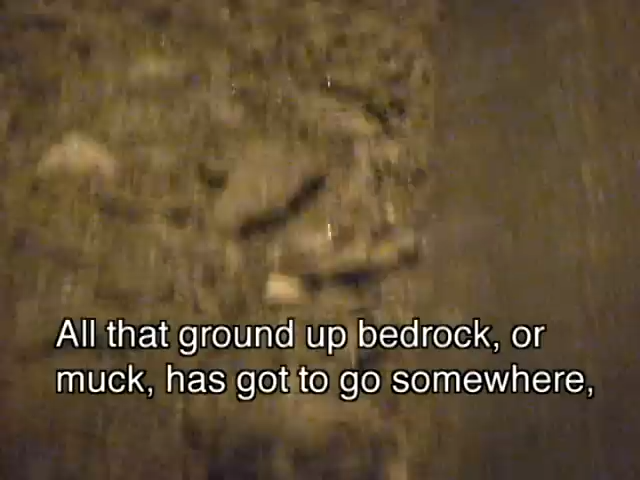 All that ground up bedrock, or
muck, has got to go somewhere,